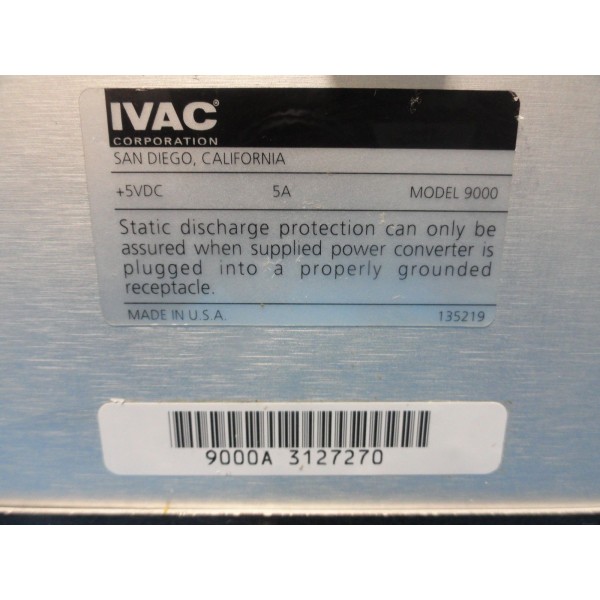 IVAC®
CORPORATION
SAN DIEGO, CALIFORNIA
+5VDC 5A MODEL 9000
Static discharge protection can only be
assured when supplied power converter is
plugged into a properly grounded
receptacle.
MADE IN U.S.A. 135219
9000A 3127270